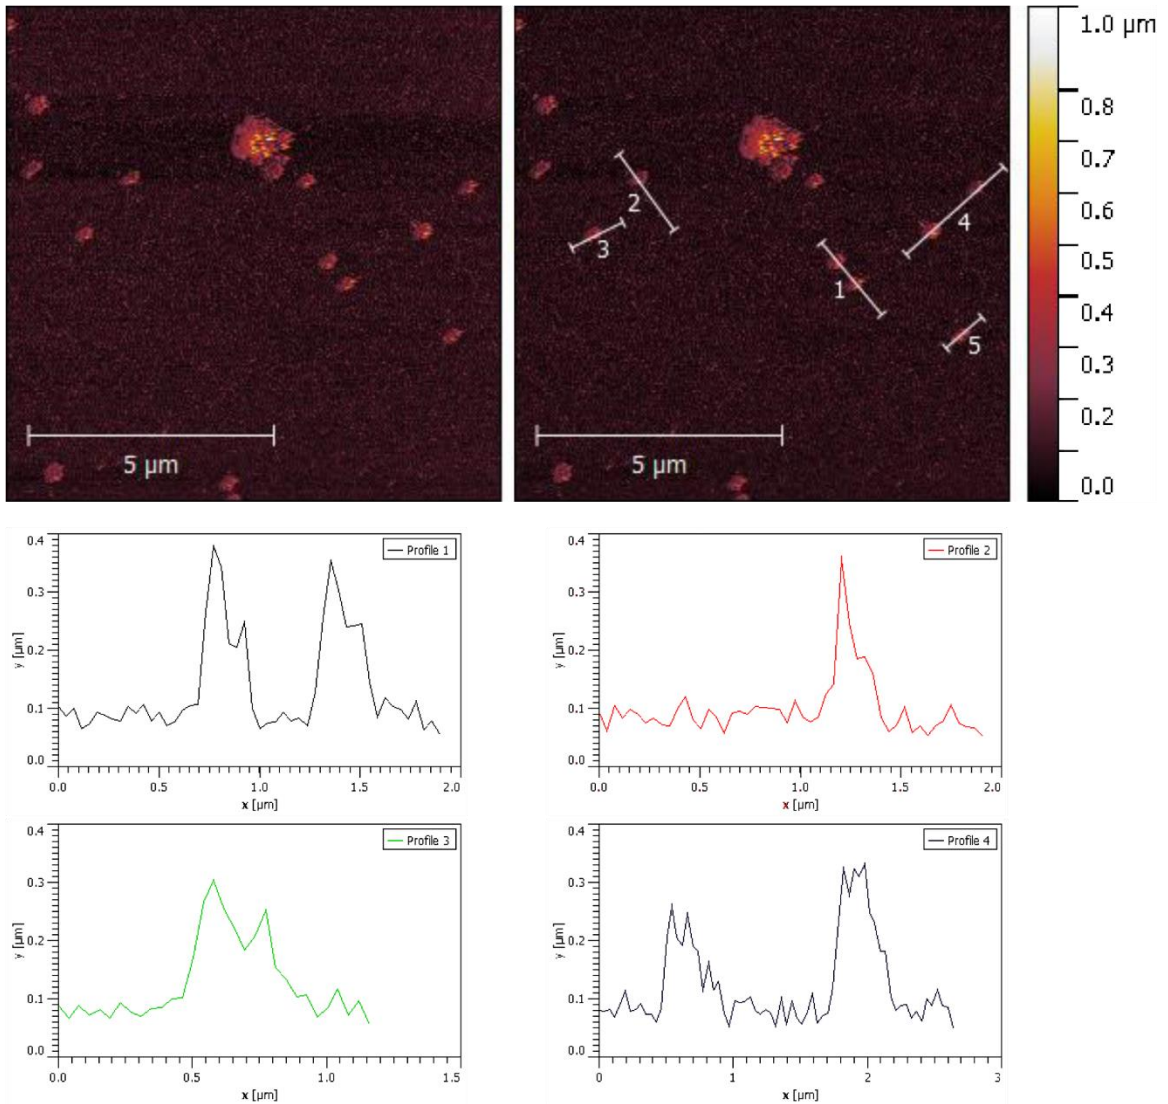 1.0 µm
0.8
0.7
0.6
0.5
0.4
0.3
0.2
0.0
2
3
4
1
5
5 µm
5 µm
Profile 1
0.4
0.3
0.2
0.1
0.0
y [µm]
0.0 0.5 1.0 1.5 2.0
x [µm]
Profile 2
0.4
0.3
0.2
0.1
0.0
y [µm]
0.0 0.5 1.0 1.5 2.0
x [µm]
Profile 3
0.4
0.3
0.2
0.1
0.0
y [µm]
0.0 0.5 1.0 1.5
x [µm]
Profile 4
0.4
0.3
0.2
0.1
0.0
y [µm]
0 1 2 3
x [µm]